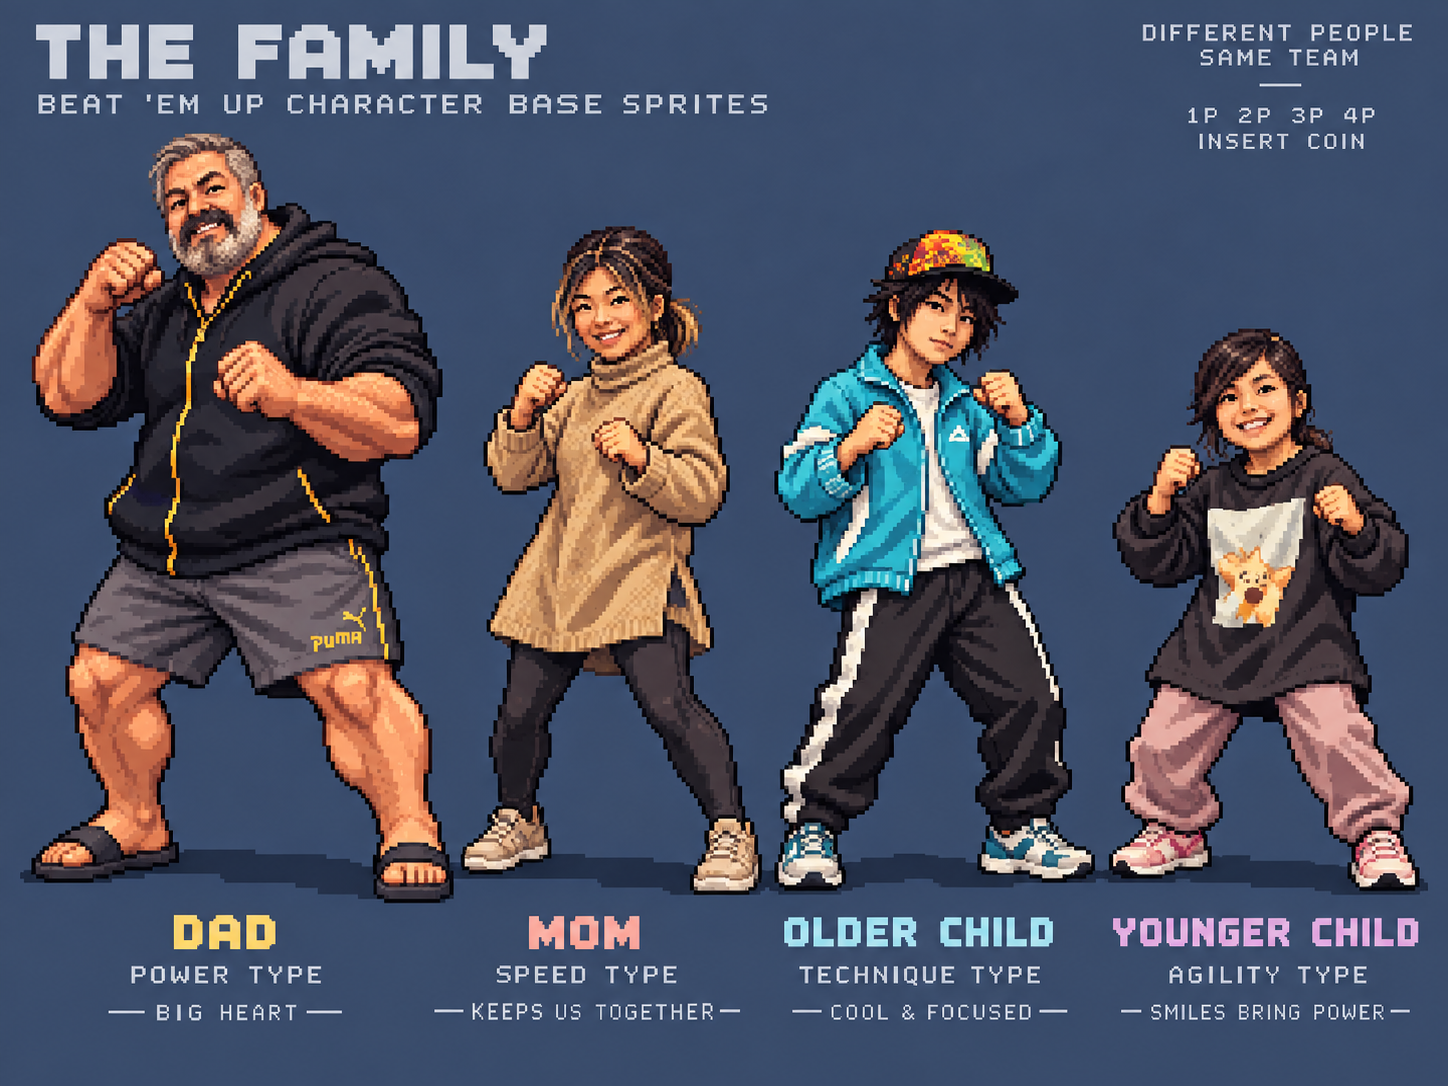 THE FAMILY
BEAT 'EM UP CHARACTER BASE SPRITES
DIFFERENT PEOPLE
SAME TEAM
1P 2P 3P 4P
INSERT COIN
PUMA
DAD
POWER TYPE
BIG HEART
MOM
SPEED TYPE
KEEPS US TOGETHER
OLDER CHILD
TECHNIQUE TYPE
COOL & FOCUSED
YOUNGER CHILD
AGILITY TYPE
SMILES BRING POWER